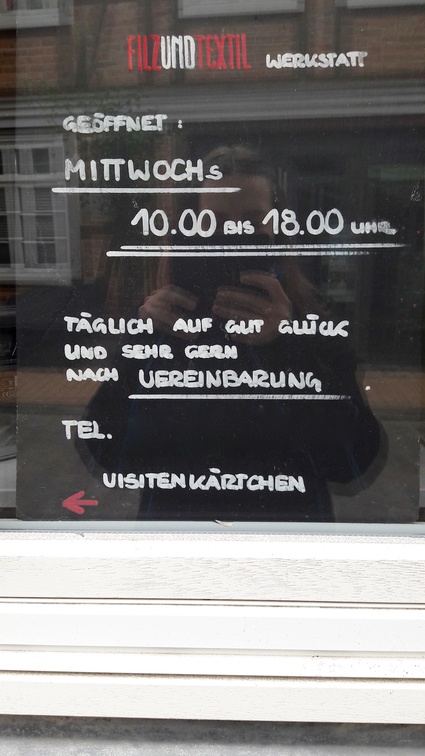 FILZUNDTEXTIL WERKSTATT
GEÖFFNET:
MITTWOCHS
10.00 BIS 18.00 UHR
TÄGLICH AUF GUT GLÜCK
UND SEHR GERN
NACH VEREINBARUNG
TEL.
VISITENKÄRTCHEN